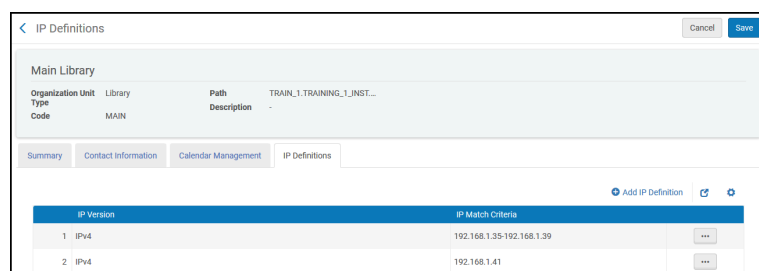 IP Definitions Cancel Save
Main Library
Organization Unit Type Library Path TRAIN_1.TRAINING_1_INST....
Code MAIN Description -
Summary Contact Information Calendar Management IP Definitions
Add IP Definition
IP Version IP Match Criteria
1 IPv4 192.168.1.35-192.168.1.39
2 IPv4 192.168.1.41